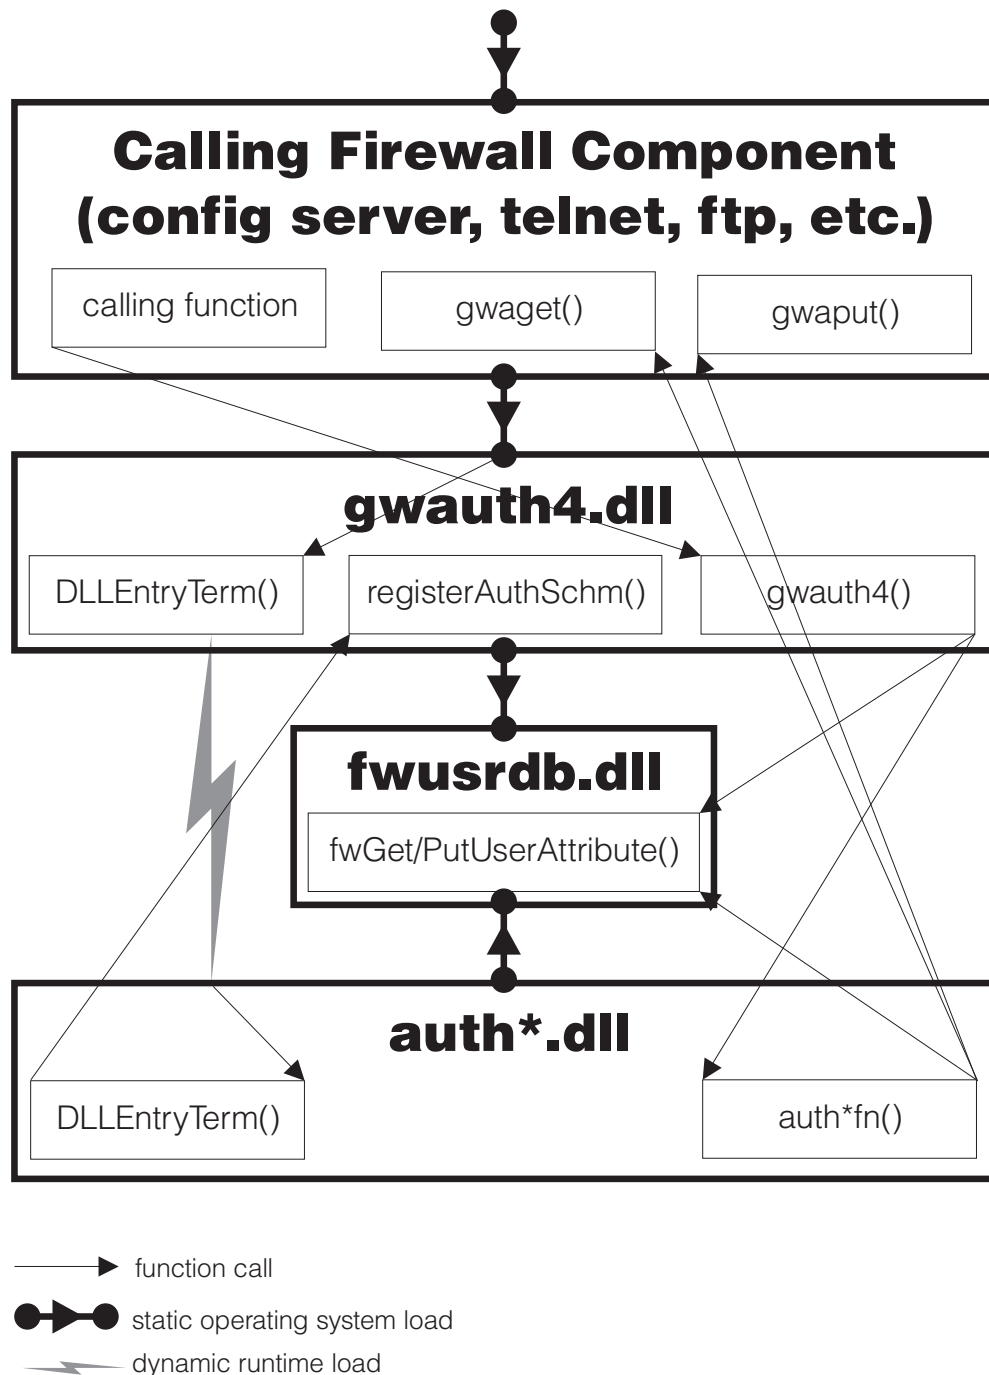 Calling Firewall Component
(config server, telnet, ftp, etc.)
calling function
gwaget()
gwaput()
gwauth4.dll
DLLEntryTerm()
registerAuthSchm()
gwauth4()
fwusrdb.dll
fwGet/PutUserAttribute()
auth*.dll
DLLEntryTerm()
auth*fn()
function call
static operating system load
dynamic runtime load